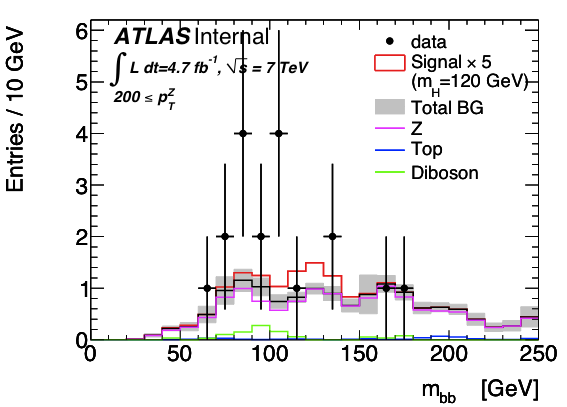 ATLAS Internal
∫ L dt=4.7 fb⁻¹, √s = 7 TeV
200 ≤ p_T^Z
data
Signal × 5
(m_H=120 GeV)
Total BG
Z
Top
Diboson
Entries / 10 GeV
6
5
4
3
2
1
0
0 50 100 150 200 250
m_bb [GeV]